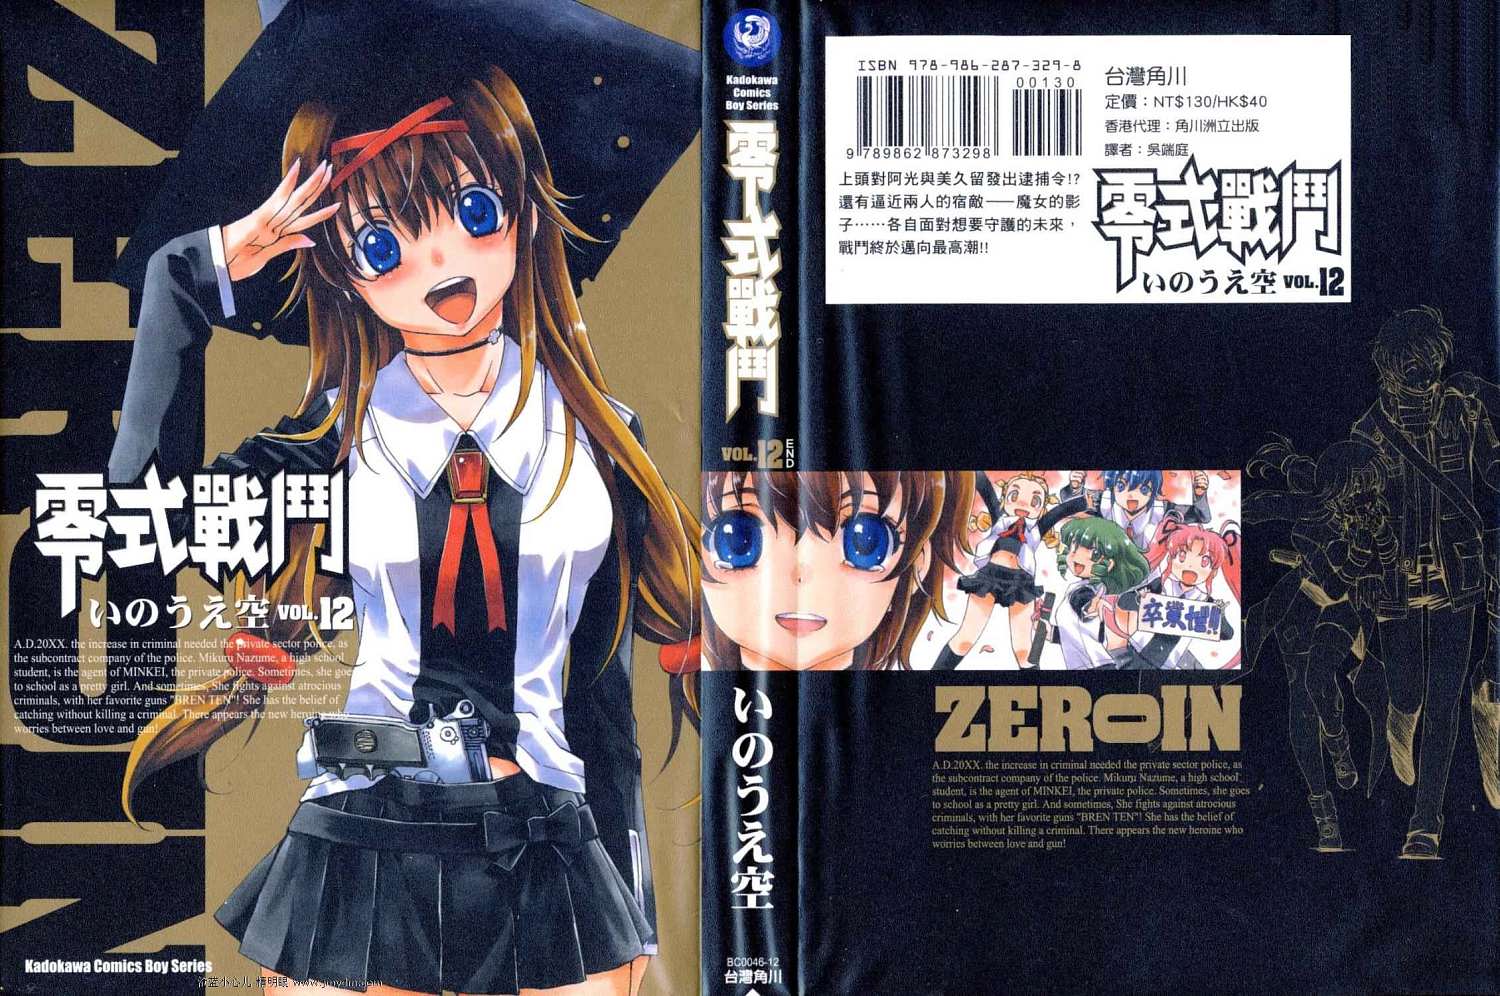 ZERO-IN
零式戰鬥
いのうえ空 VOL.12
A.D.20XX. the increase in criminal needed the private sector police, as
the subcontract company of the police. Mikuru Nazume, a high school
student, is the agent of MINKEI, the private police. Sometimes, she goes
to school as a pretty girl. And sometimes, She fights against atrocious
criminals, with her favorite guns "BREN TEN"! She has the belief of
catching without killing a criminal. There appears the new heroine who
worries between love and gun!
Kadokawa Comics Boy Series
www.jmydm.com
Kadokawa
Comics
Boy Series
零式戰鬥
VOL.12 END
いのうえ空
BC0046-12
台灣角川
ISBN 978-986-287-329-8
00130
9 789862 873298
台灣角川
定價：NT$130/HK$40
香港代理：角川洲立出版
譯者：吳端庭
上頭對阿光與美久留發出逮捕令!?
還有逼近兩人的宿敵——魔女的影
子……各自面對想要守護的未來，
戰鬥終於邁向最高潮!!
零式戰鬥
いのうえ空 VOL.12
卒業式!!
ZERO-IN
A.D.20XX. the increase in criminal needed the private sector police, as
the subcontract company of the police. Mikuru Nazume, a high school
student, is the agent of MINKEI, the private police. Sometimes, she goes
to school as a pretty girl. And sometimes, She fights against atrocious
criminals, with her favorite guns "BREN TEN"! She has the belief of
catching without killing a criminal. There appears the new heroine who
worries between love and gun!